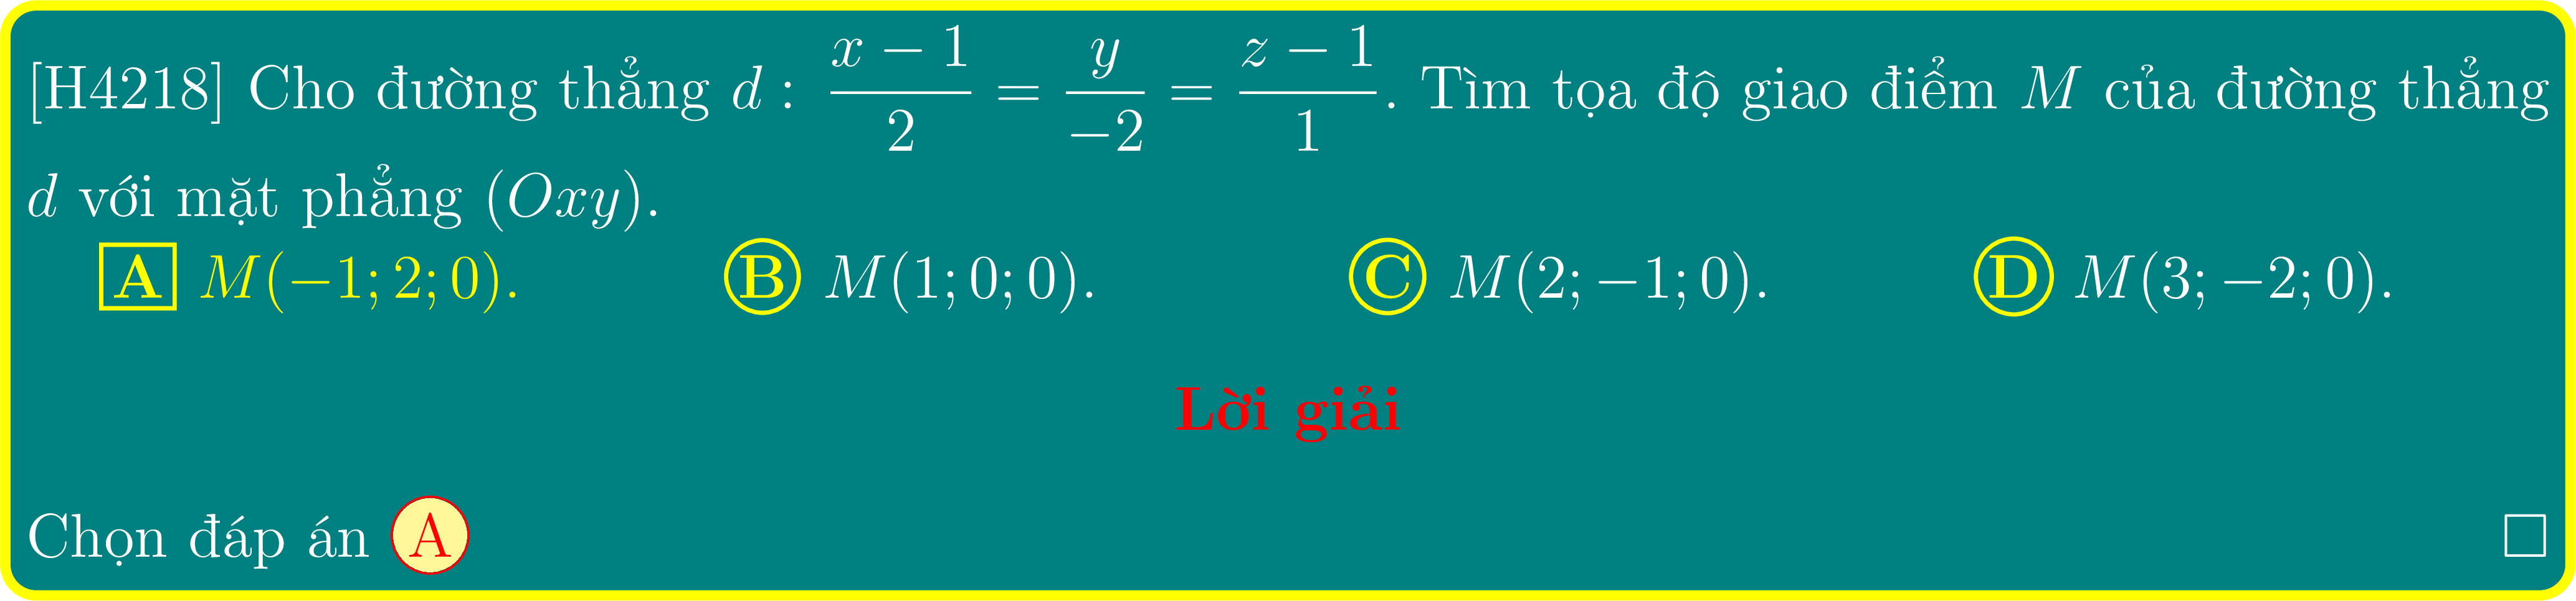 [H4218] Cho đường thẳng d : \frac{x − 1}{2} = \frac{y}{−2} = \frac{z − 1}{1}. Tìm tọa độ giao điểm M của đường thẳng
d với mặt phẳng (Oxy).
A M(−1; 2; 0). B M(1; 0; 0). C M(2; −1; 0). D M(3; −2; 0).
Lời giải
Chọn đáp án A